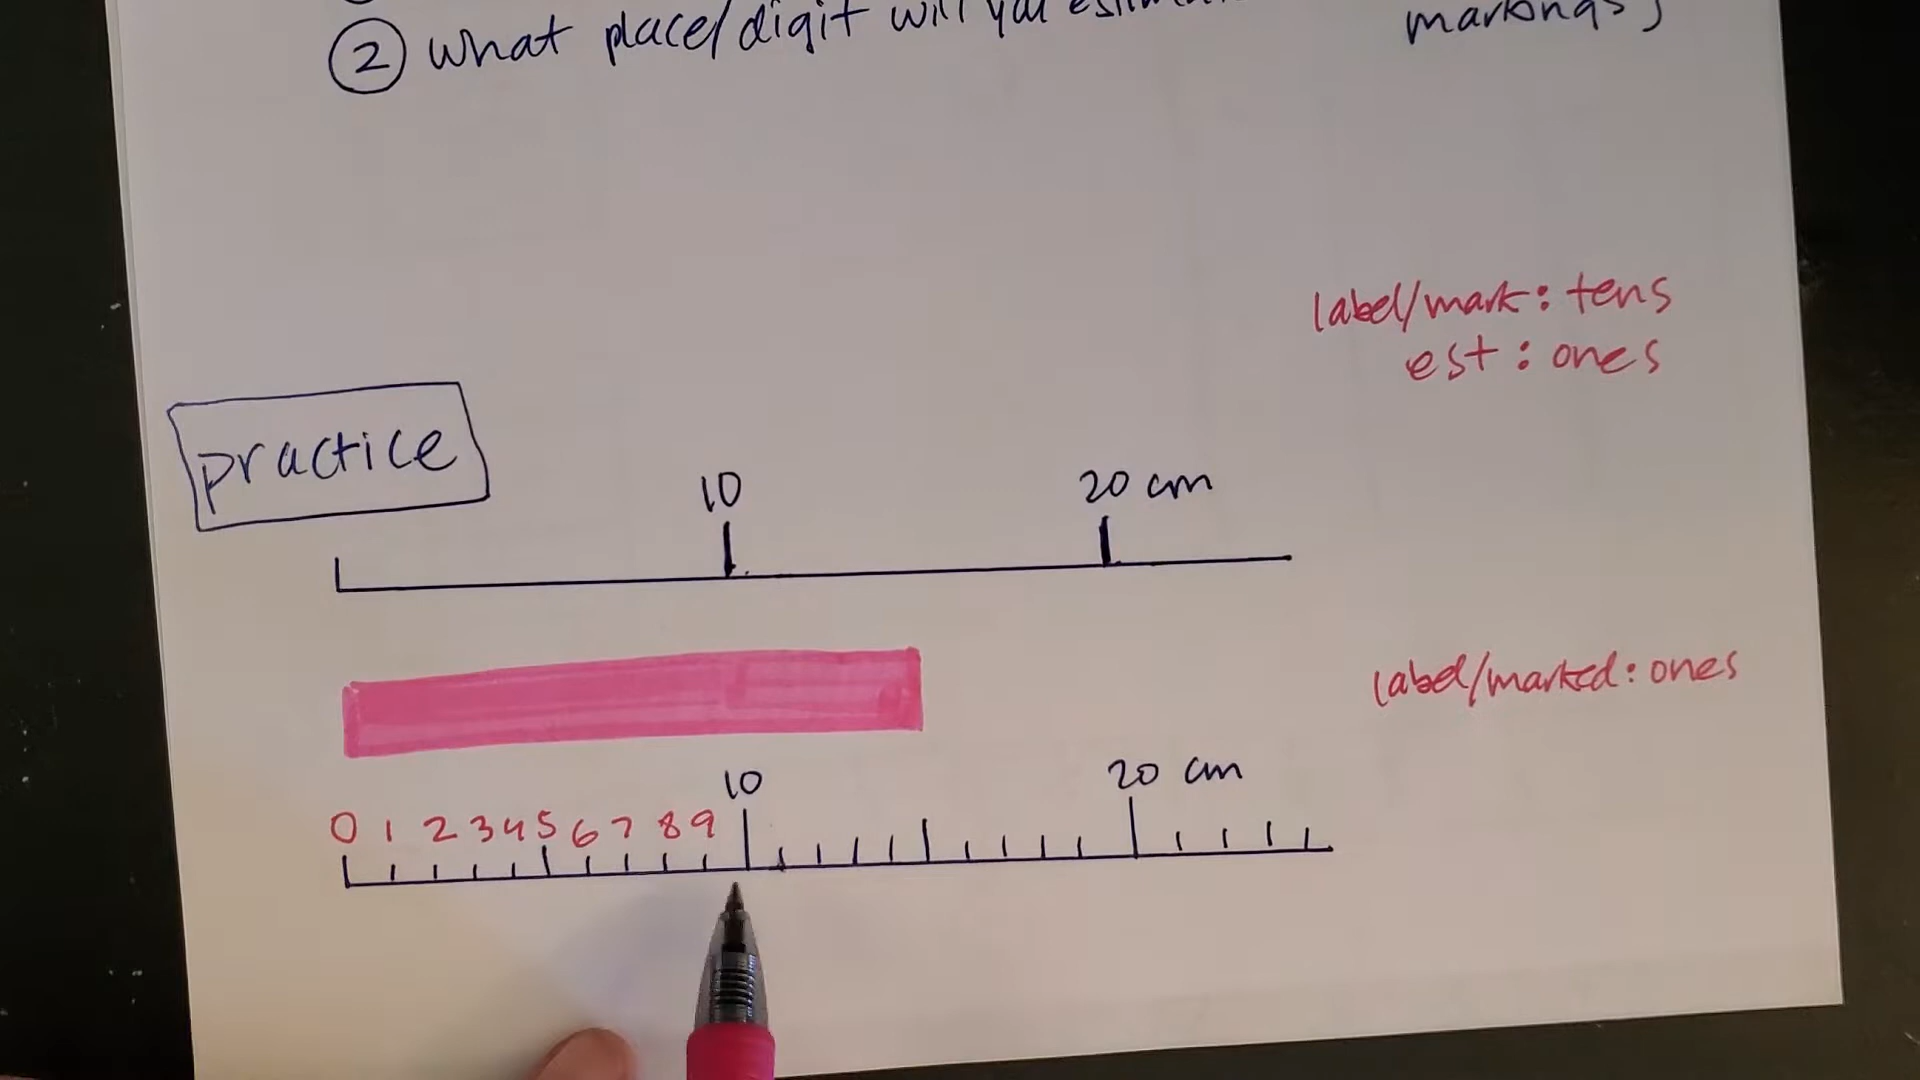 ② What place/digit will you
markings)
label/mark: tens
est: ones
practice
10 20 cm
label/marked: ones
10 20 cm
0 1 2 3 4 5 6 7 8 9